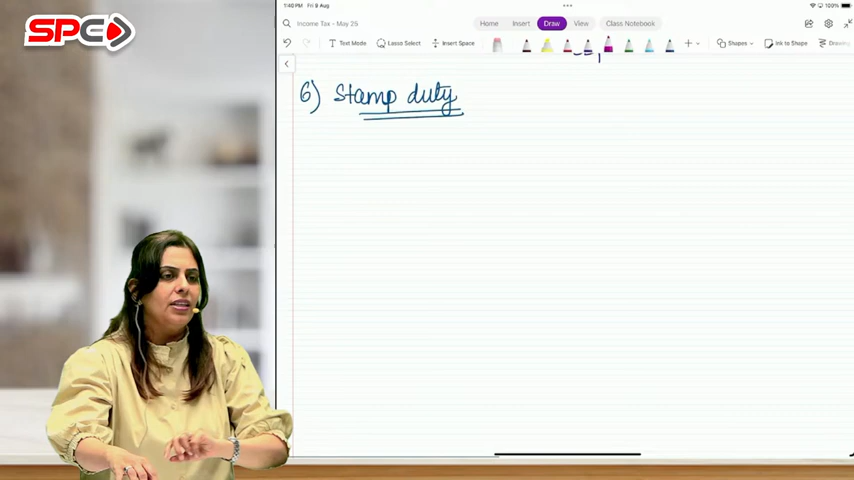 SPC
1:40 PM Fri 9 Aug
100%
Income Tax - May 25
Home Insert Draw View Class Notebook
Text Mode
Lasso Select
Insert Space
Shapes
Ink to Shape
Drawing
6) Stamp duty